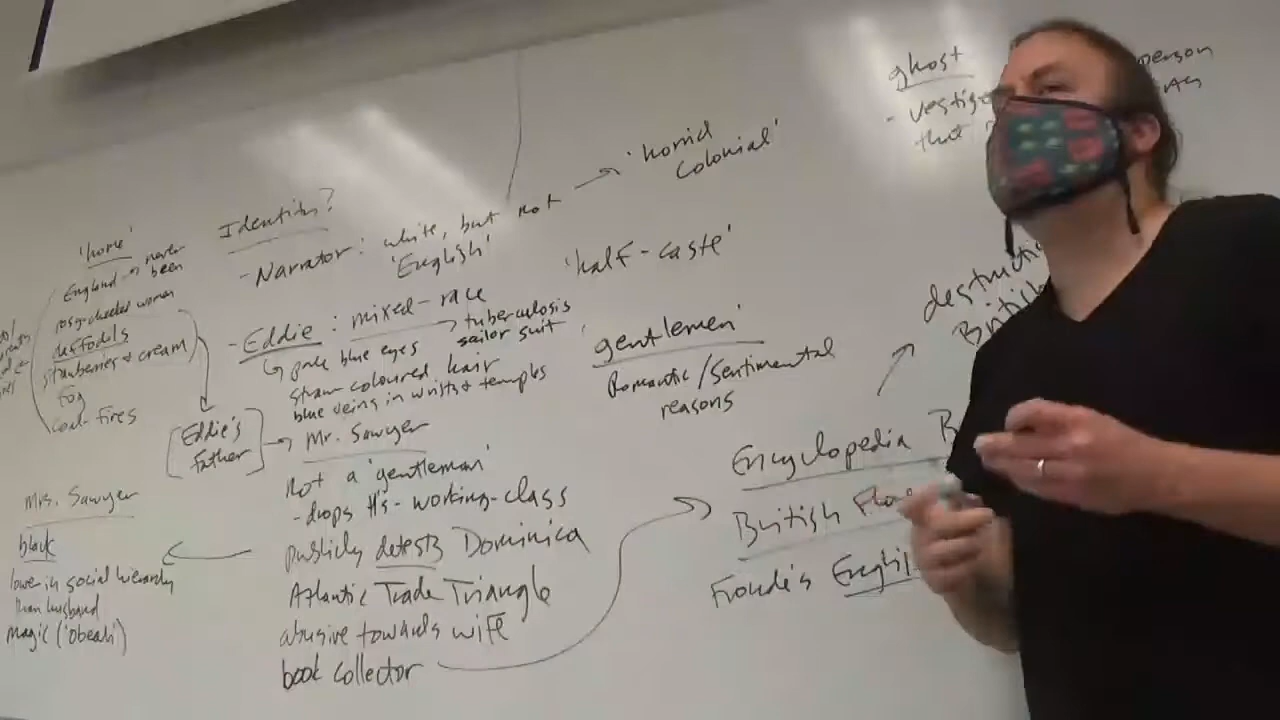 'home'
England → never been
rosy-cheeked women
daffodils
strawberries & cream
fog
coal fires
Identities?
- Narrator: white, but not 'English'
'horrid colonial'
'half-caste'
- Eddie: mixed-race
pale blue eyes
tuberculosis
sailor suit
straw-coloured hair
blue veins in wrists & temples
'gentlemen'
Romantic/Sentimental
reasons
[Eddie's father]
Mr. Sawyer
not a 'gentleman'
- drops H's - working-class
publicly detests Dominica
Atlantic Trade Triangle
abusive towards wife
book collector
Mrs. Sawyer
black
lower in social hierarchy
than husband
magic ('obeah')
ghost
person
- vestig
that
destructi
British
Encyclopedia B
British
Froude's English